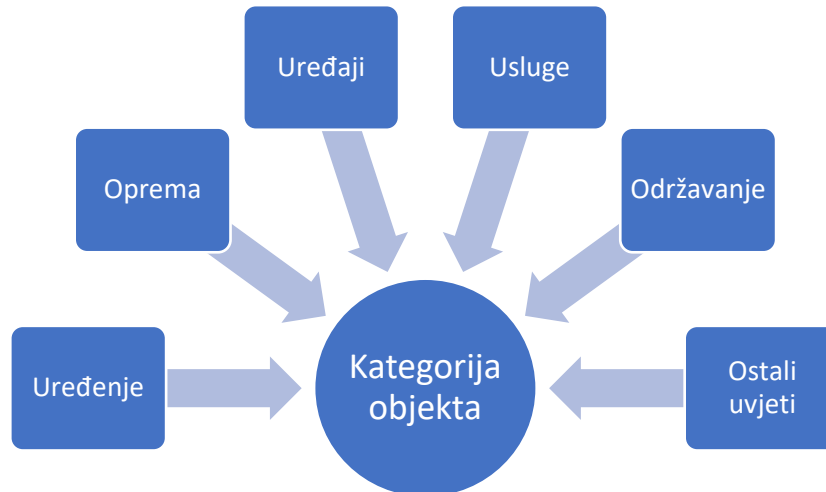 Uređaji
Usluge
Oprema
Održavanje
Uređenje
Kategorija
objekta
Ostali
uvjeti